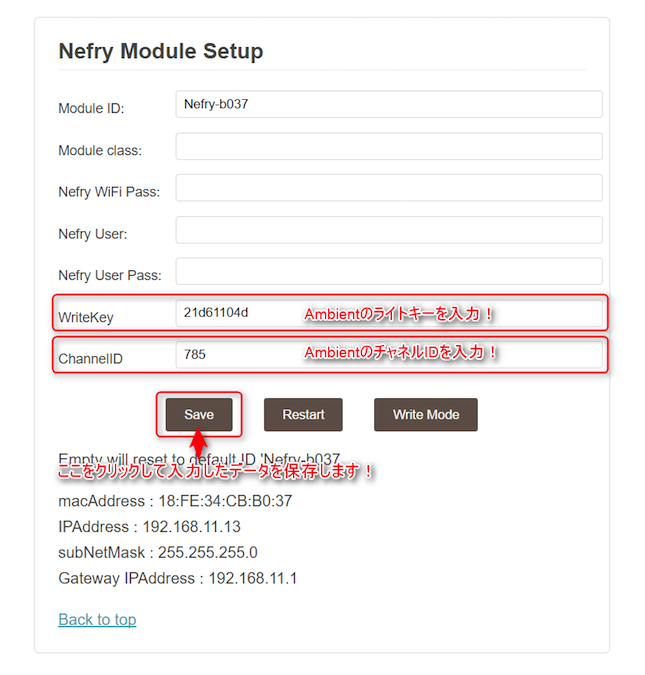 Nefry Module Setup
Module ID: Nefry-b037
Module class:
Nefry WiFi Pass:
Nefry User:
Nefry User Pass:
WriteKey 21d61104d Ambientのライトキーを入力！
ChannelID 785 AmbientのチャネルIDを入力！
Save Restart Write Mode
Empty will reset to default ID 'Nefry-b037
ここをクリックして入力したデータを保存します！
macAddress : 18:FE:34:CB:B0:37
IPAddress : 192.168.11.13
subNetMask : 255.255.255.0
Gateway IPAddress : 192.168.11.1
Back to top